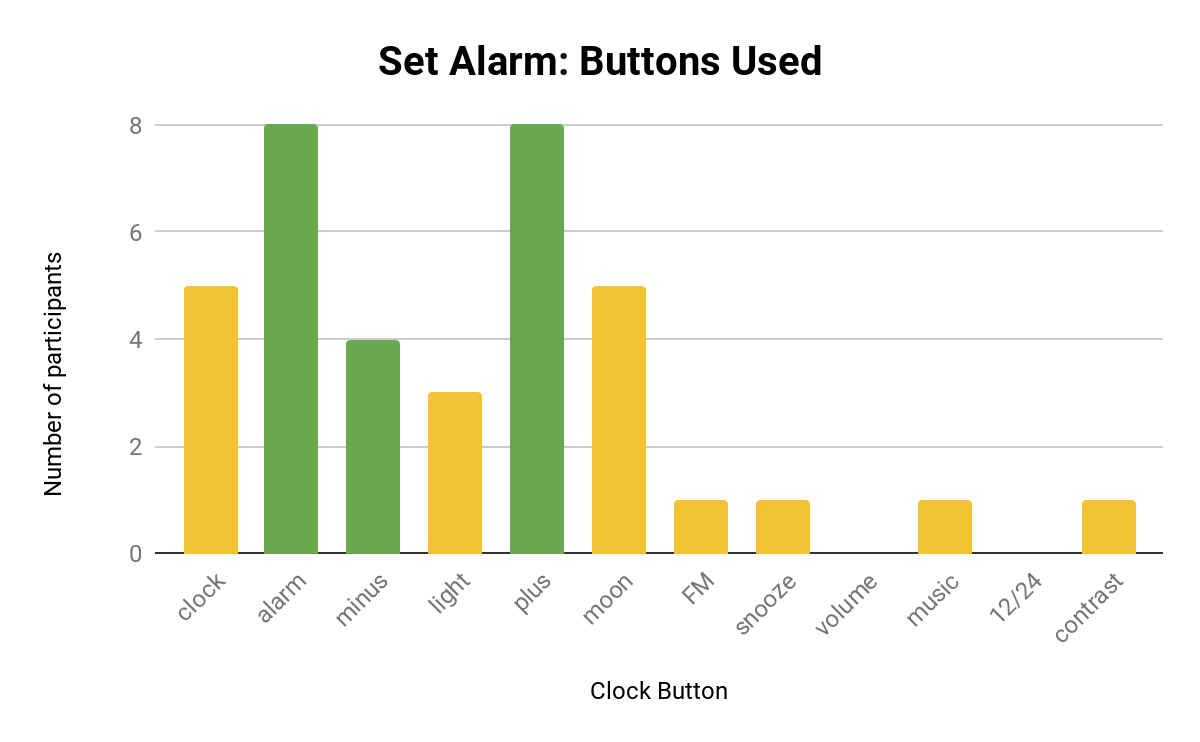 Set Alarm: Buttons Used
Number of participants
8
6
4
2
0
clock
alarm
minus
light
plus
moon
FM
snooze
volume
music
12/24
contrast
Clock Button